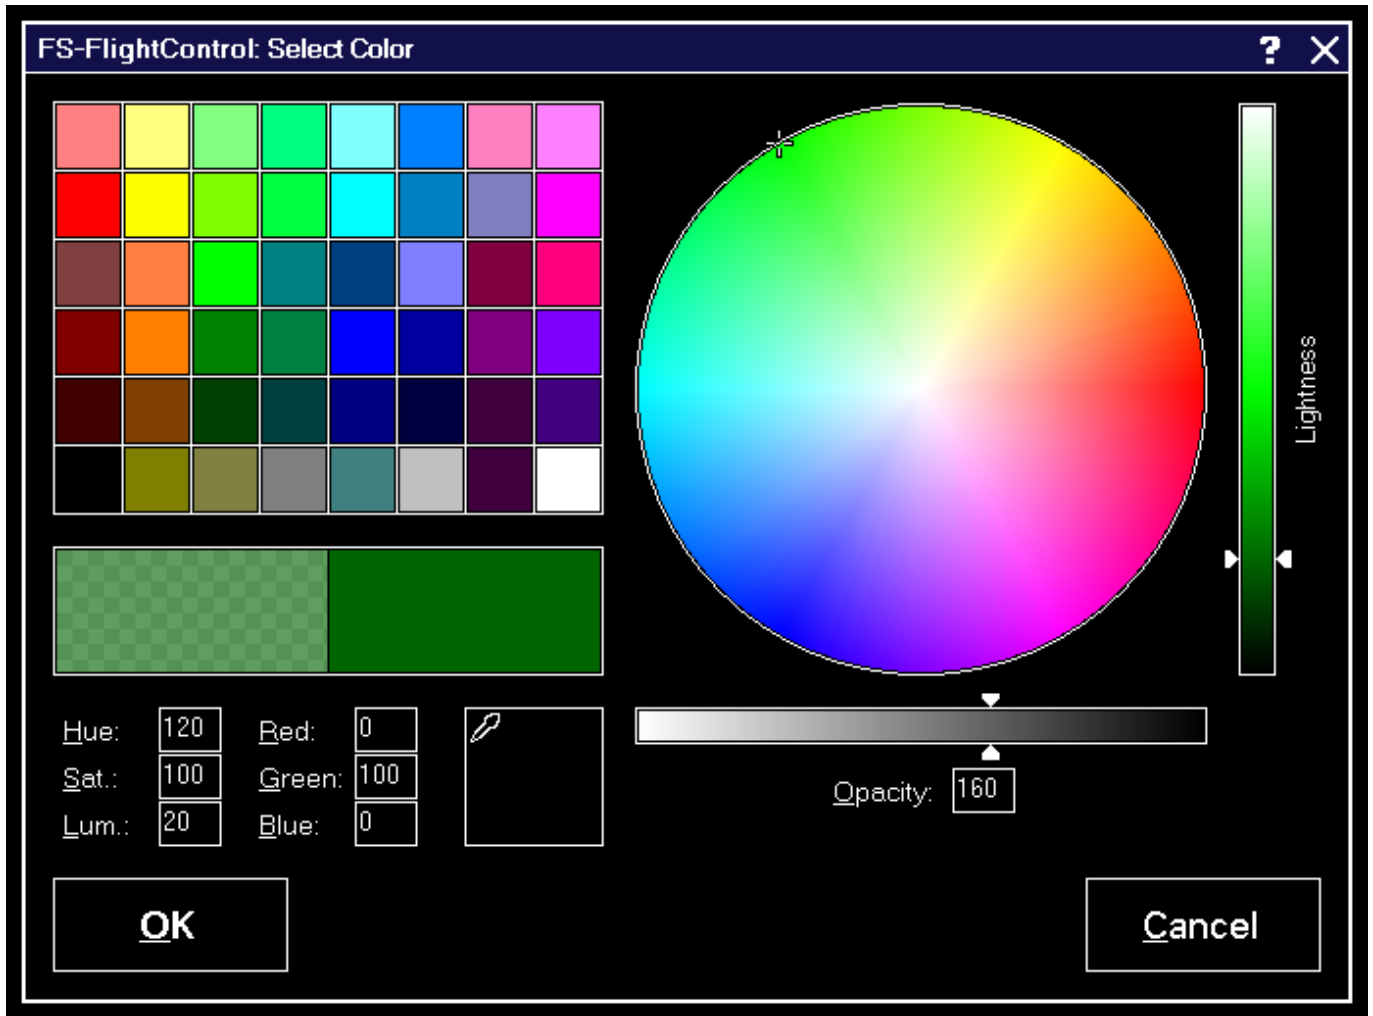 FS-FlightControl: Select Color
?
Lightness
Hue: 120 Red: 0
Sat.: 100 Green: 100
Lum.: 20 Blue: 0
Opacity: 160
OK
Cancel